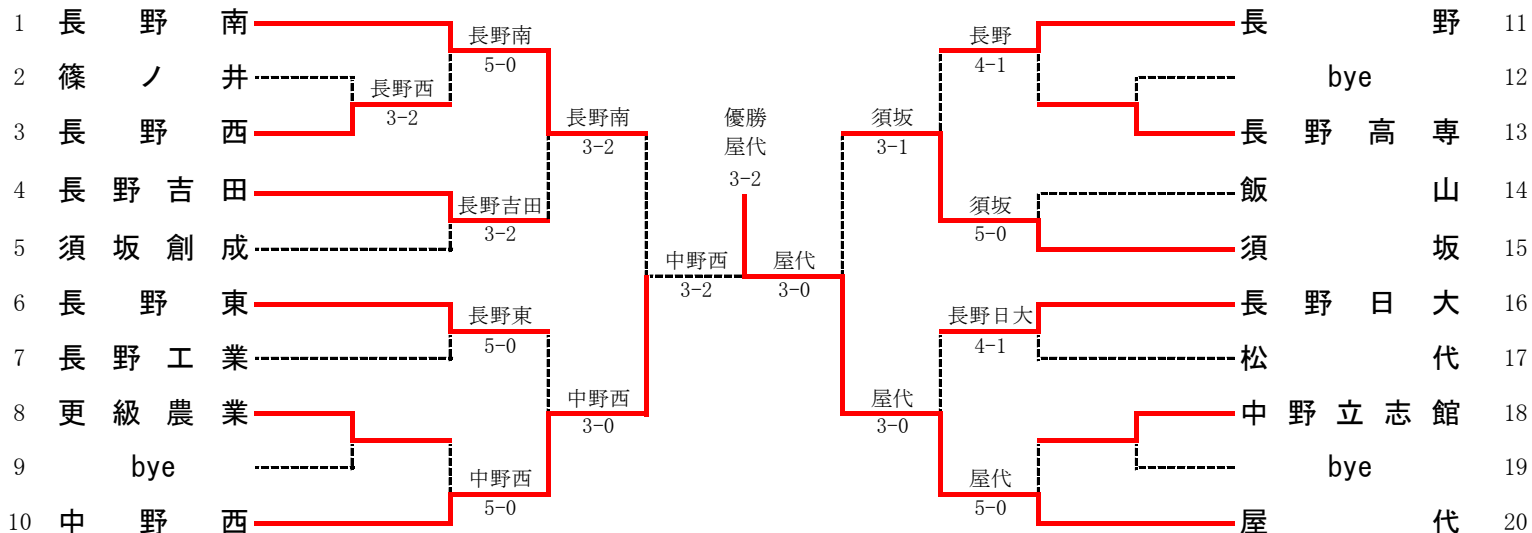 1 長野南
2 篠ノ井
3 長野西
4 長野吉田
5 須坂創成
6 長野東
7 長野工業
8 更級農業
9 bye
10 中野西
長野西
3-2
長野南
5-0
長野吉田
3-2
長野東
5-0
中野西
5-0
長野南
3-2
中野西
3-0
中野西
3-2
優勝
屋代
3-2
屋代
3-0
須坂
3-1
屋代
3-0
長野
4-1
須坂
5-0
長野日大
4-1
屋代
5-0
長野 11
bye 12
長野高専 13
飯山 14
須坂 15
長野日大 16
松代 17
中野立志館 18
bye 19
屋代 20